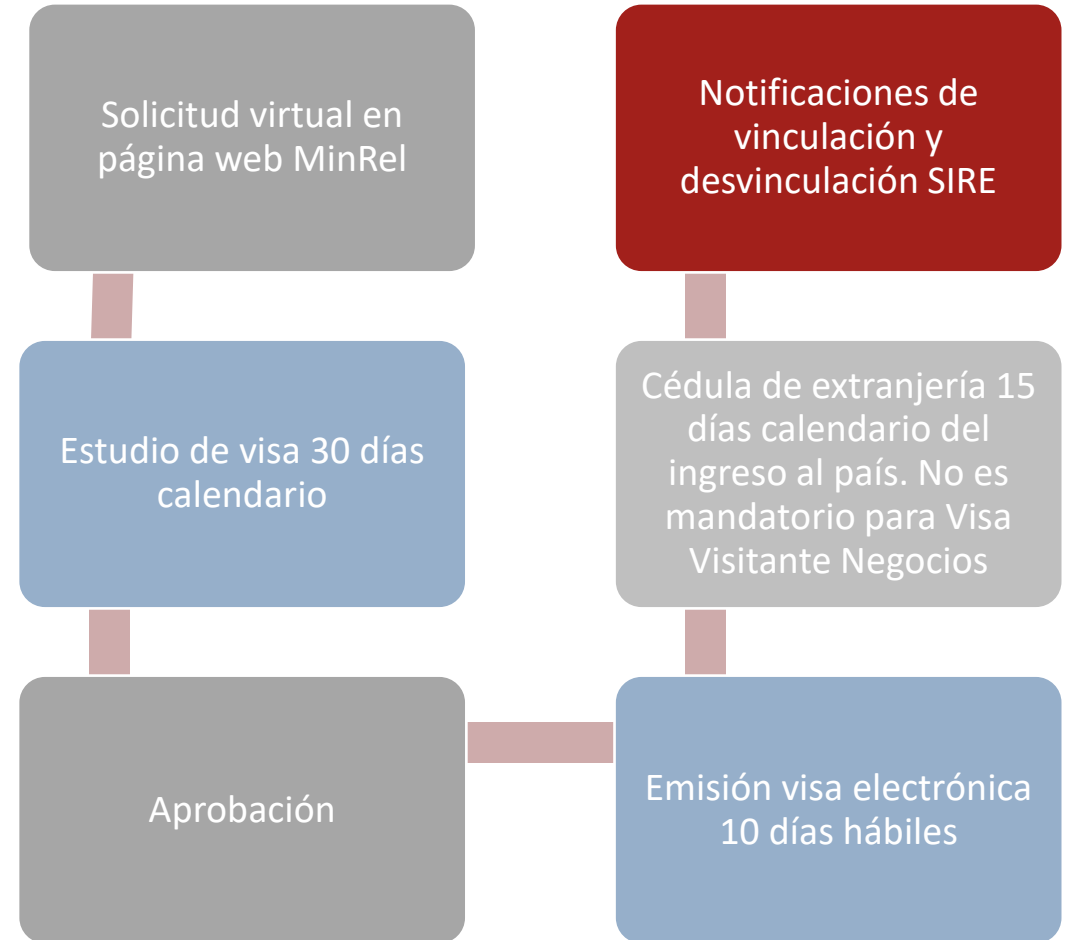 Solicitud virtual en
página web MinRel
Estudio de visa 30 días
calendario
Aprobación
Emisión visa electrónica
10 días hábiles
Cédula de extranjería 15
días calendario del
ingreso al país. No es
mandatorio para Visa
Visitante Negocios
Notificaciones de
vinculación y
desvinculación SIRE